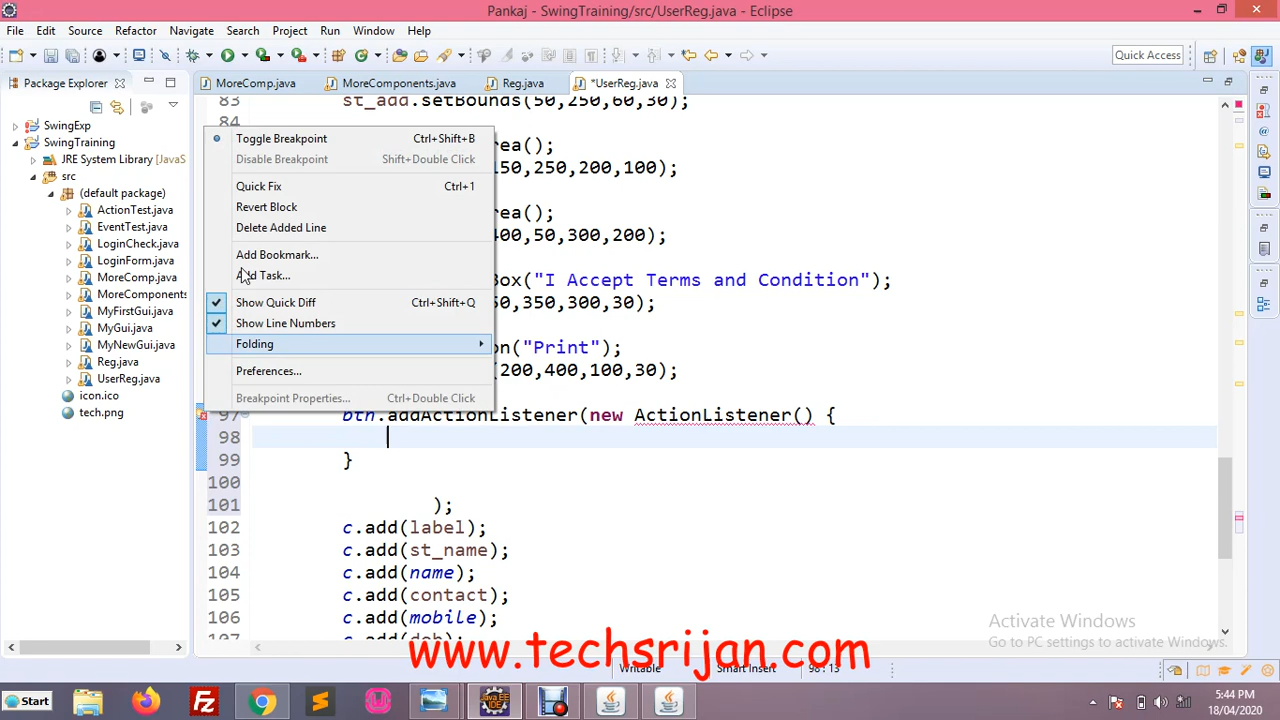 Pankaj - SwingTraining/src/UserReg.java - Eclipse
File Edit Source Refactor Navigate Search Project Run Window Help
Quick Access
Package Explorer
MoreComp.java
MoreComponents.java
Reg.java
*UserReg.java
SwingExp
SwingTraining
JRE System Library [JavaS
src
(default package)
ActionTest.java
EventTest.java
LoginCheck.java
LoginForm.java
MoreComp.java
MoreComponents
MyFirstGui.java
MyGui.java
MyNewGui.java
Reg.java
UserReg.java
icon.ico
tech.png
Toggle Breakpoint Ctrl+Shift+B
Disable Breakpoint Shift+Double Click
Quick Fix Ctrl+1
Revert Block
Delete Added Line
Add Bookmark...
Add Task...
Show Quick Diff Ctrl+Shift+Q
Show Line Numbers
Folding
Preferences...
Breakpoint Properties... Ctrl+Double Click
83 st_add.setBounds(50,250,60,30);
84
rea();
150,250,200,100);
rea();
400,50,300,200);
Box("I Accept Terms and Condition");
50,350,300,30);
on("Print");
(200,400,100,30);
97 btn.addActionListener(new ActionListener() {
98
99 }
100
101 );
102 c.add(label);
103 c.add(st_name);
104 c.add(name);
105 c.add(contact);
106 c.add(mobile);
107 c.add(dob);
Activate Windows
Go to PC settings to activate Windows.
www.techsrijan.com
Writable
Smart Insert
98 : 13
Start
5:44 PM
18/04/2020